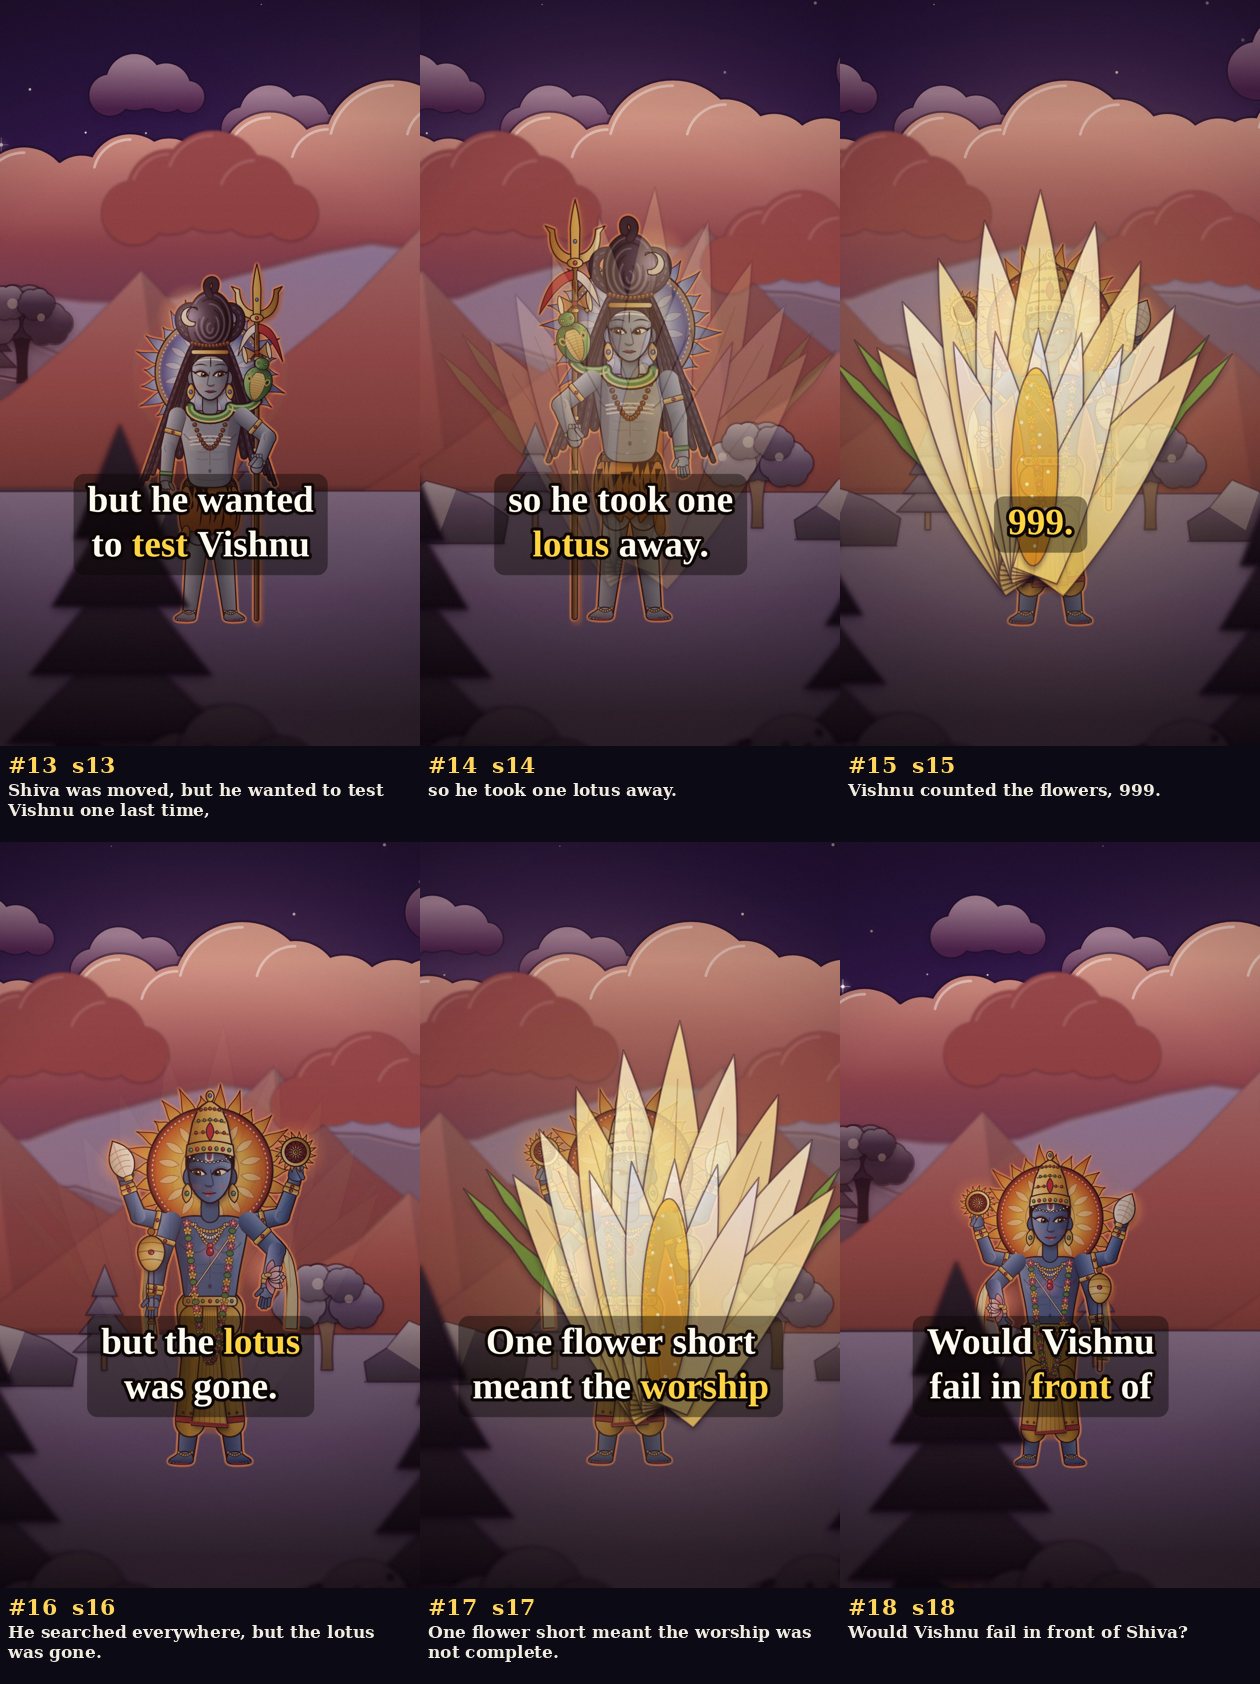 but he wanted
to test Vishnu
#13 s13
Shiva was moved, but he wanted to test
Vishnu one last time,
so he took one
lotus away.
#14 s14
so he took one lotus away.
999.
#15 s15
Vishnu counted the flowers, 999.
but the lotus
was gone.
#16 s16
He searched everywhere, but the lotus
was gone.
One flower short
meant the worship
#17 s17
One flower short meant the worship was
not complete.
Would Vishnu
fail in front of
#18 s18
Would Vishnu fail in front of Shiva?